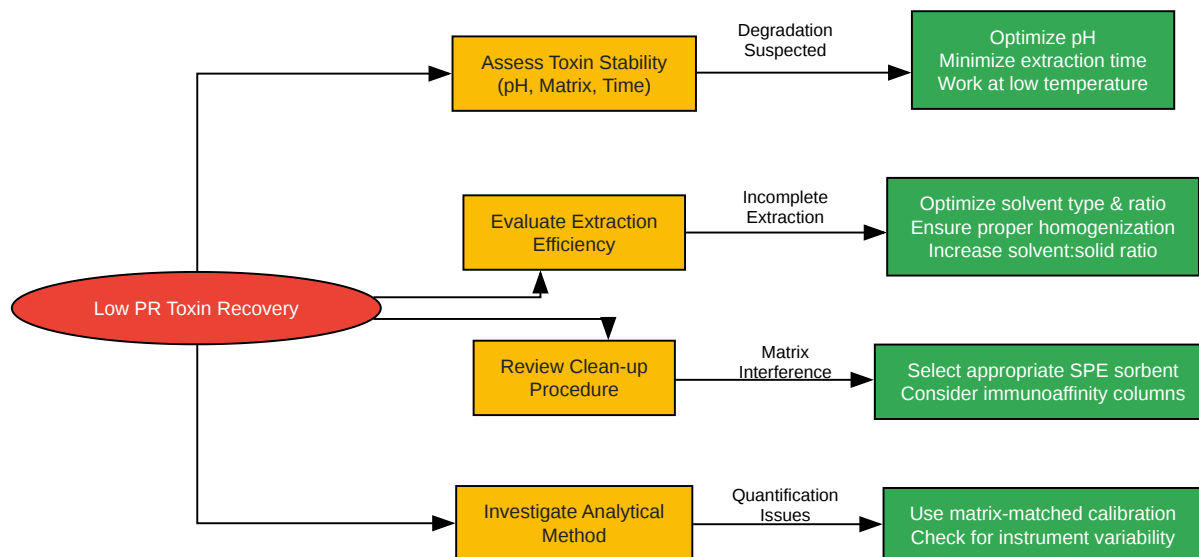 Low PR Toxin Recovery
Assess Toxin Stability
(pH, Matrix, Time)
Degradation
Suspected
Optimize pH
Minimize extraction time
Work at low temperature
Evaluate Extraction
Efficiency
Incomplete
Extraction
Optimize solvent type & ratio
Ensure proper homogenization
Increase solvent:solid ratio
Review Clean-up
Procedure
Matrix
Interference
Select appropriate SPE sorbent
Consider immunoaffinity columns
Investigate Analytical
Method
Quantification
Issues
Use matrix-matched calibration
Check for instrument variability